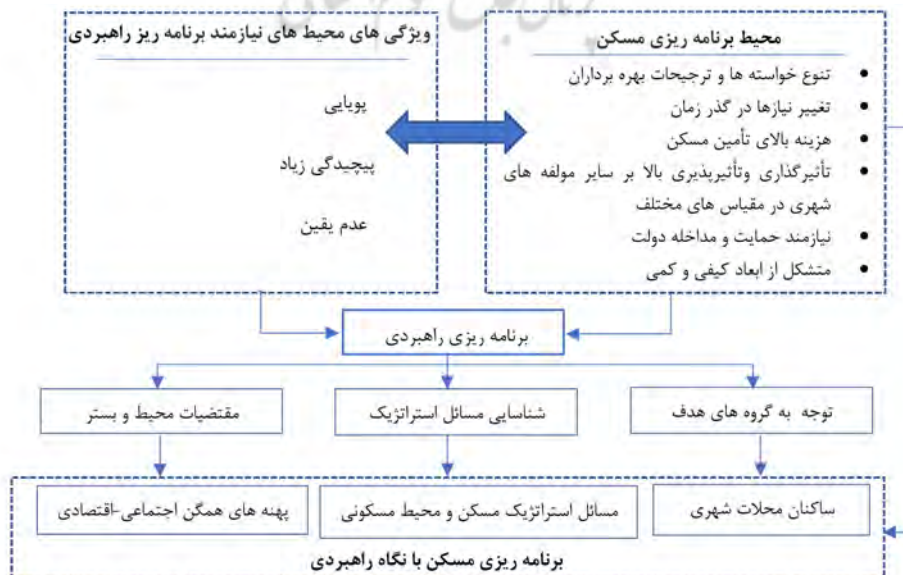 محیط برنامه ریزی مسکن
• تنوع خواسته ها و ترجیحات بهره برداران
• تغییر نیازها در گذر زمان
• هزینه بالای تأمین مسکن
• تأثیرگذاری وتأثیرپذیری بالا بر سایر مولفه های
شهری در مقیاس های مختلف
• نیازمند حمایت و مداخله دولت
• متشکل از ابعاد کیفی و کمی
ویژگی های محیط های نیازمند برنامه ریز راهبردی
پویایی
پیچیدگی زیاد
عدم یقین
برنامه ریزی راهبردی
توجه به گروه های هدف
شناسایی مسائل استراتژیک
مقتضیات محیط و بستر
ساکنان محلات شهری
مسائل استراتژیک مسکن و محیط مسکونی
پهنه های همگن اجتماعی-اقتصادی
برنامه ریزی مسکن با نگاه راهبردی